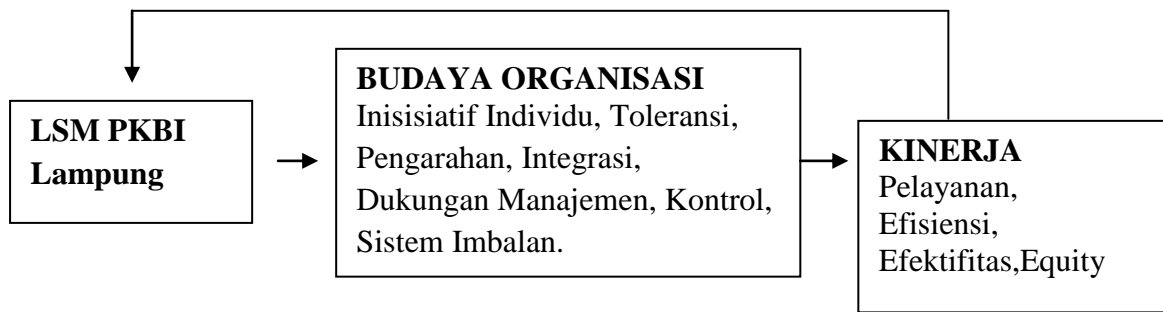 LSM PKBI
Lampung
BUDAYA ORGANISASI
Inisisiatif Individu, Toleransi,
Pengarahan, Integrasi,
Dukungan Manajemen, Kontrol,
Sistem Imbalan.
KINERJA
Pelayanan,
Efisiensi,
Efektifitas,Equity